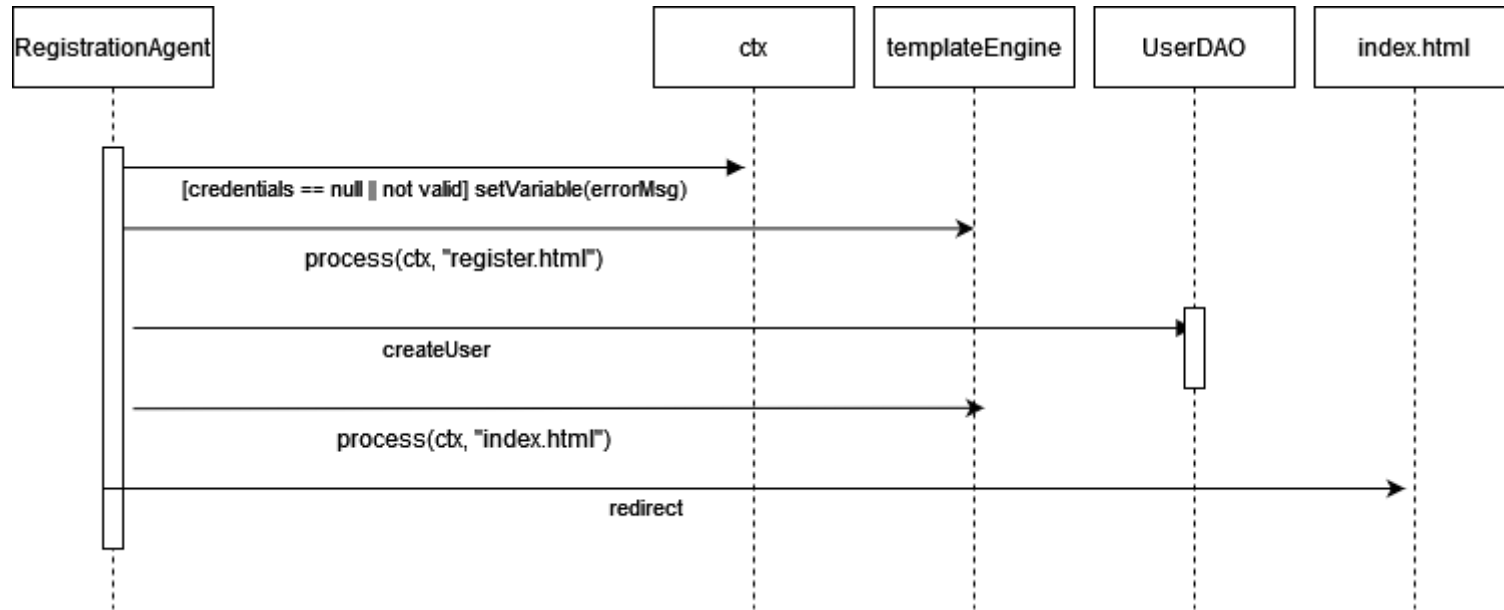 RegistrationAgent
ctx
templateEngine
UserDAO
index.html
[credentials == null || not valid] setVariable(errorMsg)
process(ctx, "register.html")
createUser
process(ctx, "index.html")
redirect